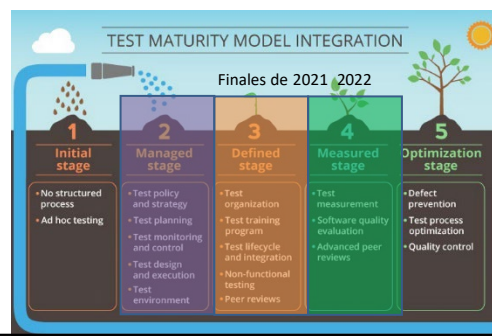 TEST MATURITY MODEL INTEGRATION
Finales de 2021 2022
1
Initial
stage
• No structured
process
• Ad hoc testing
2
Managed
stage
• Test policy
and strategy
• Test planning
• Test monitoring
and control
• Test design
and execution
• Test
environment
3
Defined
stage
• Test
organization
• Test training
program
• Test lifecycle
and integration
• Non-functional
testing
• Peer reviews
4
Measured
stage
• Test
measurement
• Software quality
evaluation
• Advanced peer
reviews
5
Optimization
stage
• Defect
prevention
• Test process
optimization
• Quality control